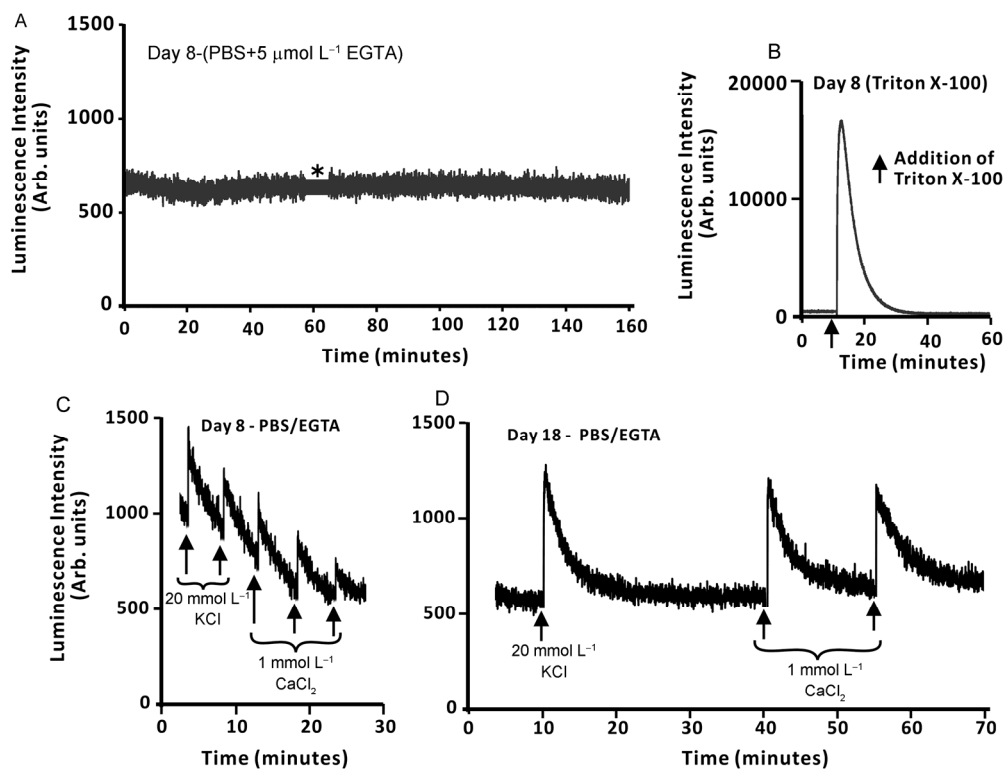 A
1500
1000
500
0
Luminescence Intensity
(Arb. units)
Day 8-(PBS+5 μmol L⁻¹ EGTA)
*
0 20 40 60 80 100 120 140 160
Time (minutes)
B
20000
10000
0
Luminescence Intensity
(Arb. units)
Day 8 (Triton X-100)
Addition of
Triton X-100
0 20 40 60
Time (minutes)
C
1500
1000
500
0
Luminescence Intensity
(Arb. units)
Day 8 - PBS/EGTA
20 mmol L⁻¹
KCl
1 mmol L⁻¹
CaCl₂
0 10 20 30
Time (minutes)
D
1500
1000
500
0
Day 18 - PBS/EGTA
20 mmol L⁻¹
KCl
1 mmol L⁻¹
CaCl₂
0 10 20 30 40 50 60 70
Time (minutes)